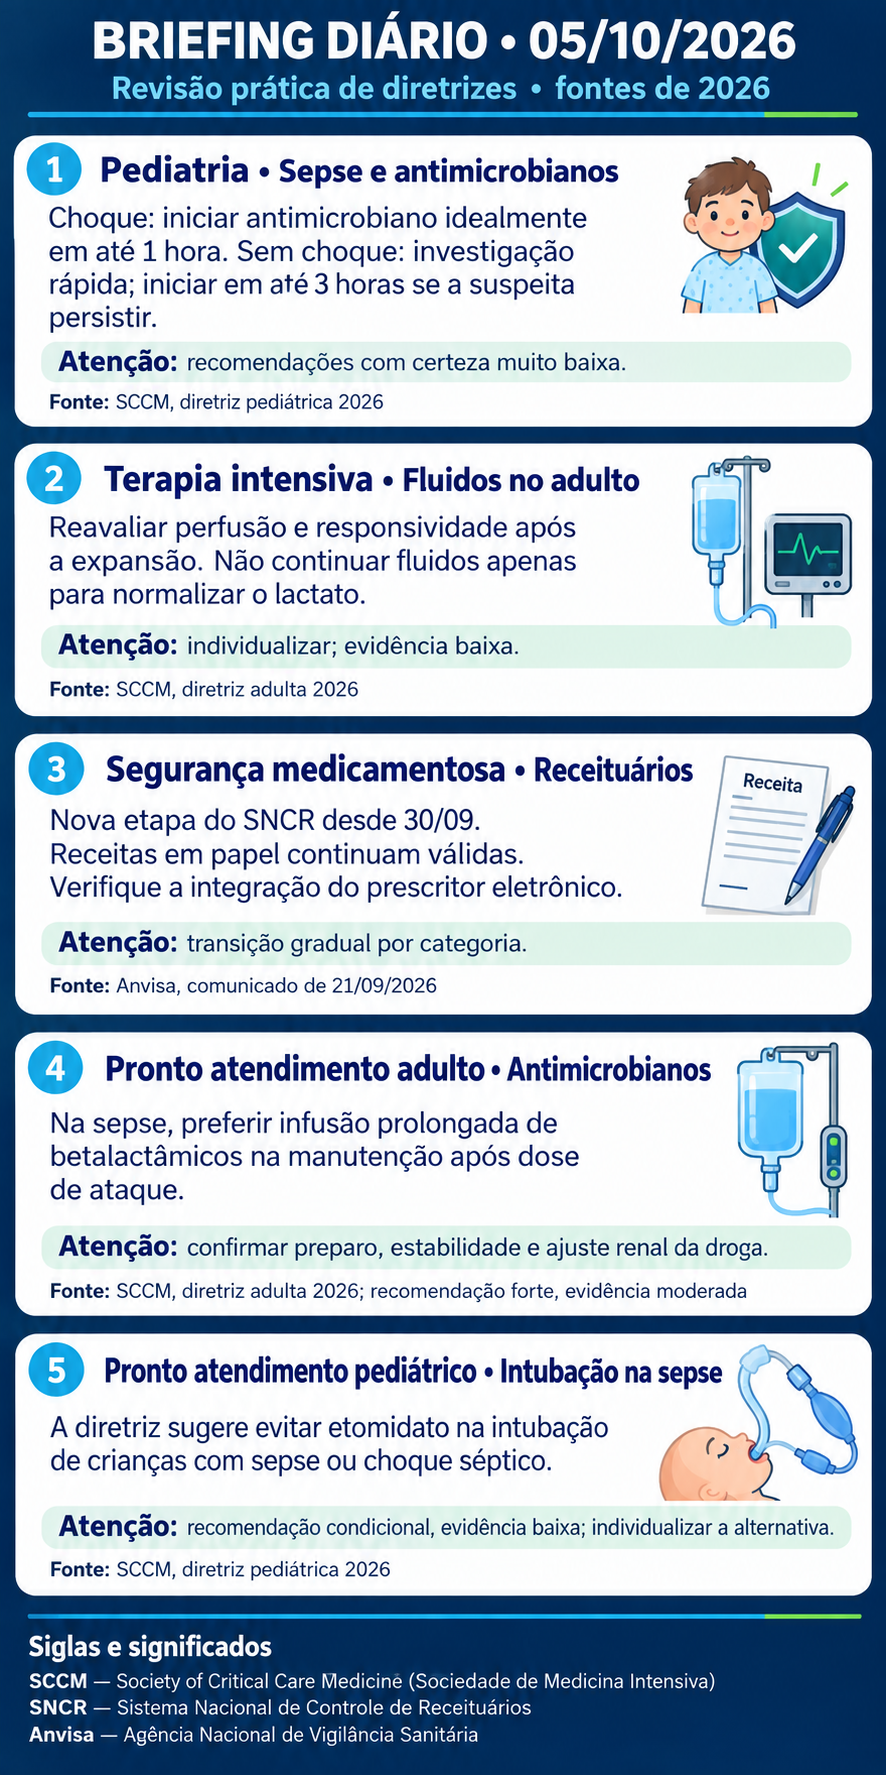 BRIEFING DIÁRIO • 05/10/2026
Revisão prática de diretrizes • fontes de 2026
1 Pediatria • Sepse e antimicrobianos
Choque: iniciar antimicrobiano idealmente
em até 1 hora. Sem choque: investigação
rápida; iniciar em até 3 horas se a suspeita
persistir.
Atenção: recomendações com certeza muito baixa.
Fonte: SCCM, diretriz pediátrica 2026
2 Terapia intensiva • Fluidos no adulto
Reavaliar perfusão e responsividade após
a expansão. Não continuar fluidos apenas
para normalizar o lactato.
Atenção: individualizar; evidência baixa.
Fonte: SCCM, diretriz adulta 2026
3 Segurança medicamentosa • Receituários
Receita
Nova etapa do SNCR desde 30/09.
Receitas em papel continuam válidas.
Verifique a integração do prescritor eletrônico.
Atenção: transição gradual por categoria.
Fonte: Anvisa, comunicado de 21/09/2026
4 Pronto atendimento adulto • Antimicrobianos
Na sepse, preferir infusão prolongada de
betalactâmicos na manutenção após dose
de ataque.
Atenção: confirmar preparo, estabilidade e ajuste renal da droga.
Fonte: SCCM, diretriz adulta 2026; recomendação forte, evidência moderada
5 Pronto atendimento pediátrico • Intubação na sepse
A diretriz sugere evitar etomidato na intubação
de crianças com sepse ou choque séptico.
Atenção: recomendação condicional, evidência baixa; individualizar a alternativa.
Fonte: SCCM, diretriz pediátrica 2026
Siglas e significados
SCCM — Society of Critical Care Medicine (Sociedade de Medicina Intensiva)
SNCR — Sistema Nacional de Controle de Receituários
Anvisa — Agência Nacional de Vigilância Sanitária